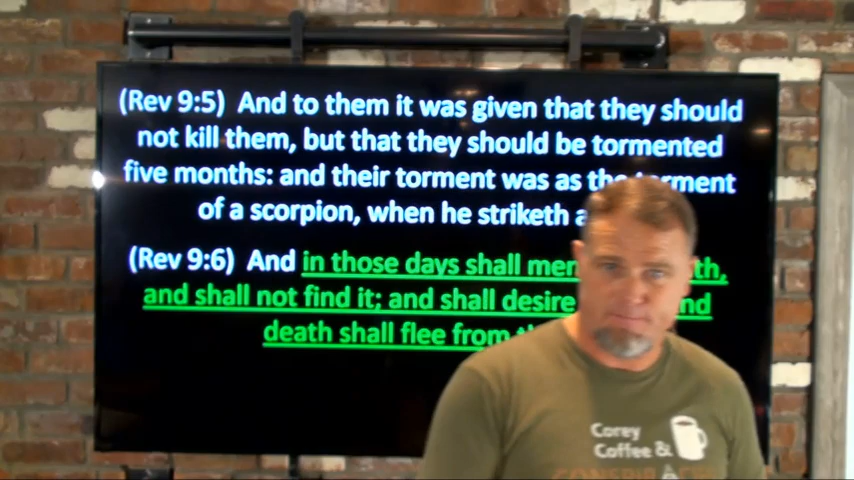 (Rev 9:5) And to them it was given that they should
not kill them, but that they should be tormented
five months: and their torment was as the torment
of a scorpion, when he striketh a
(Rev 9:6) And in those days shall men th,
and shall not find it; and shall desire nd
death shall flee from
Corey
Coffee &